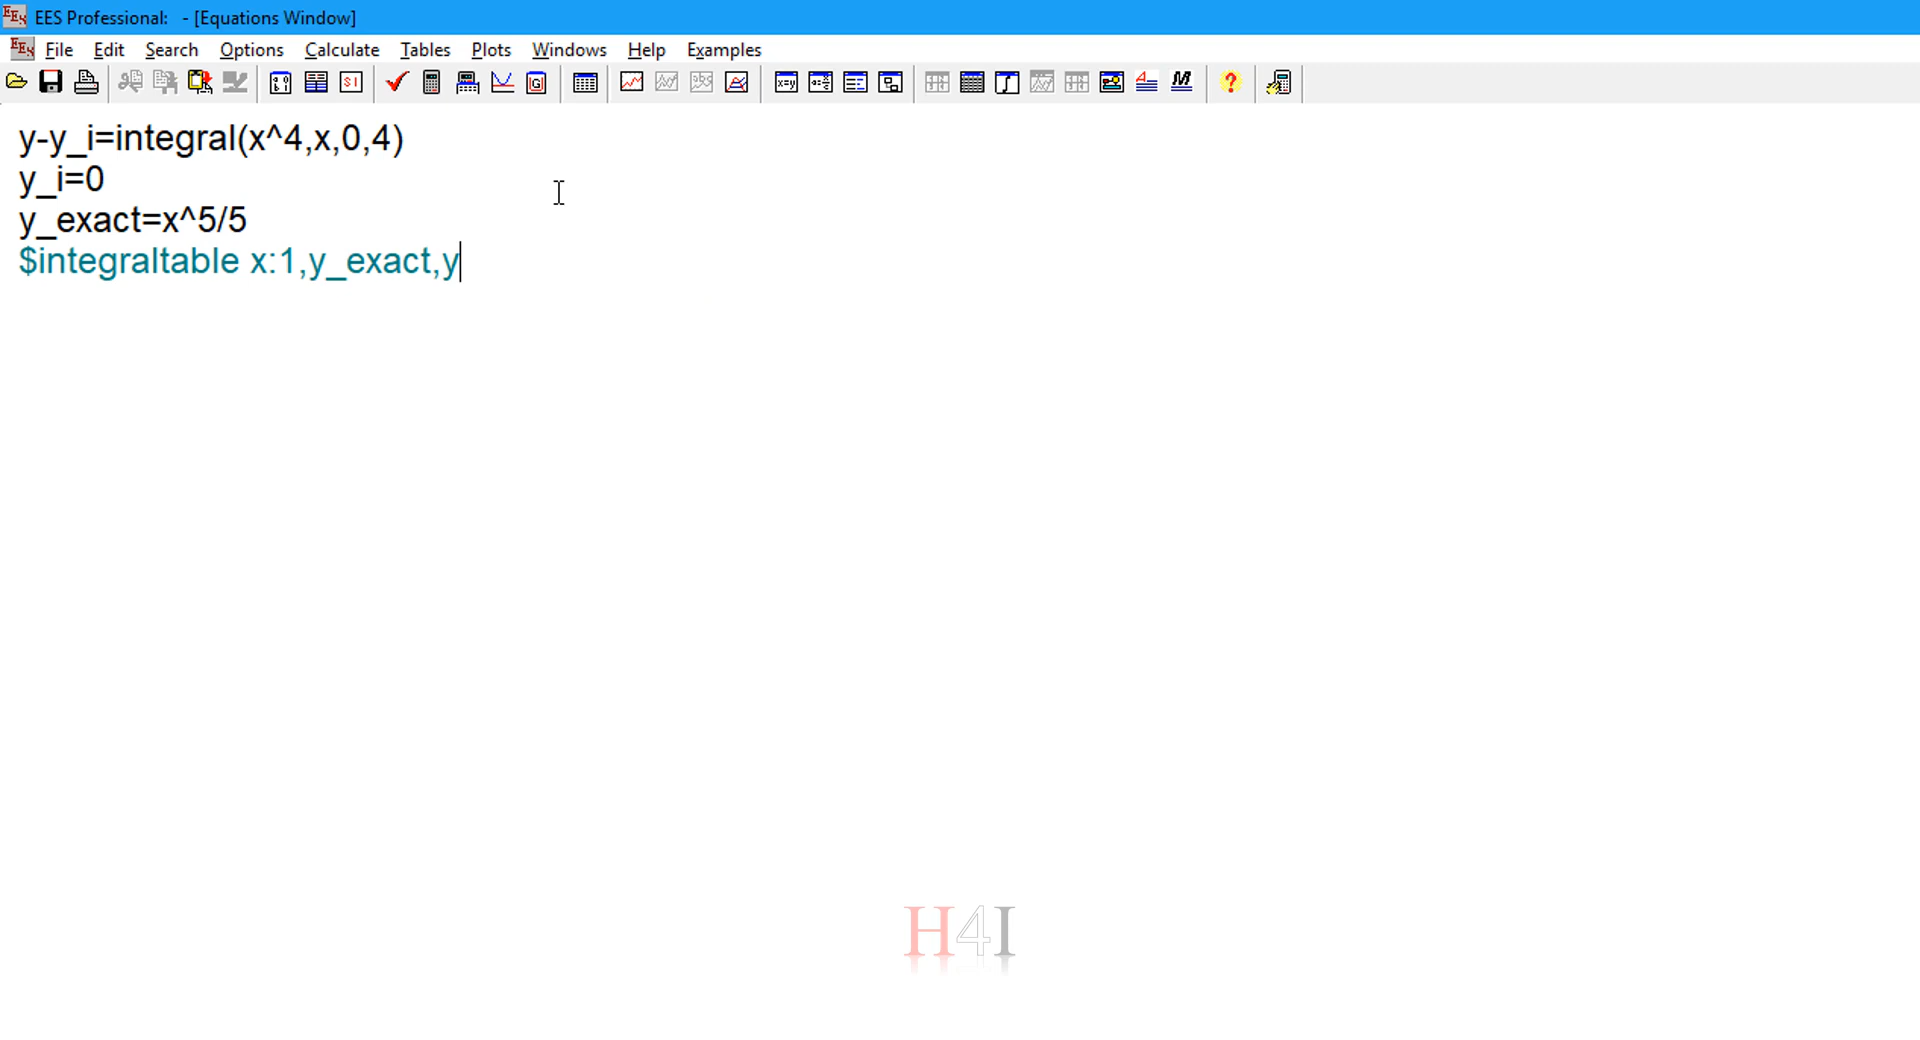 EES Professional: - [Equations Window]
File Edit Search Options Calculate Tables Plots Windows Help Examples
y-y_i=integral(x^4,x,0,4)
y_i=0
y_exact=x^5/5
$integraltable x:1,y_exact,y
H4I